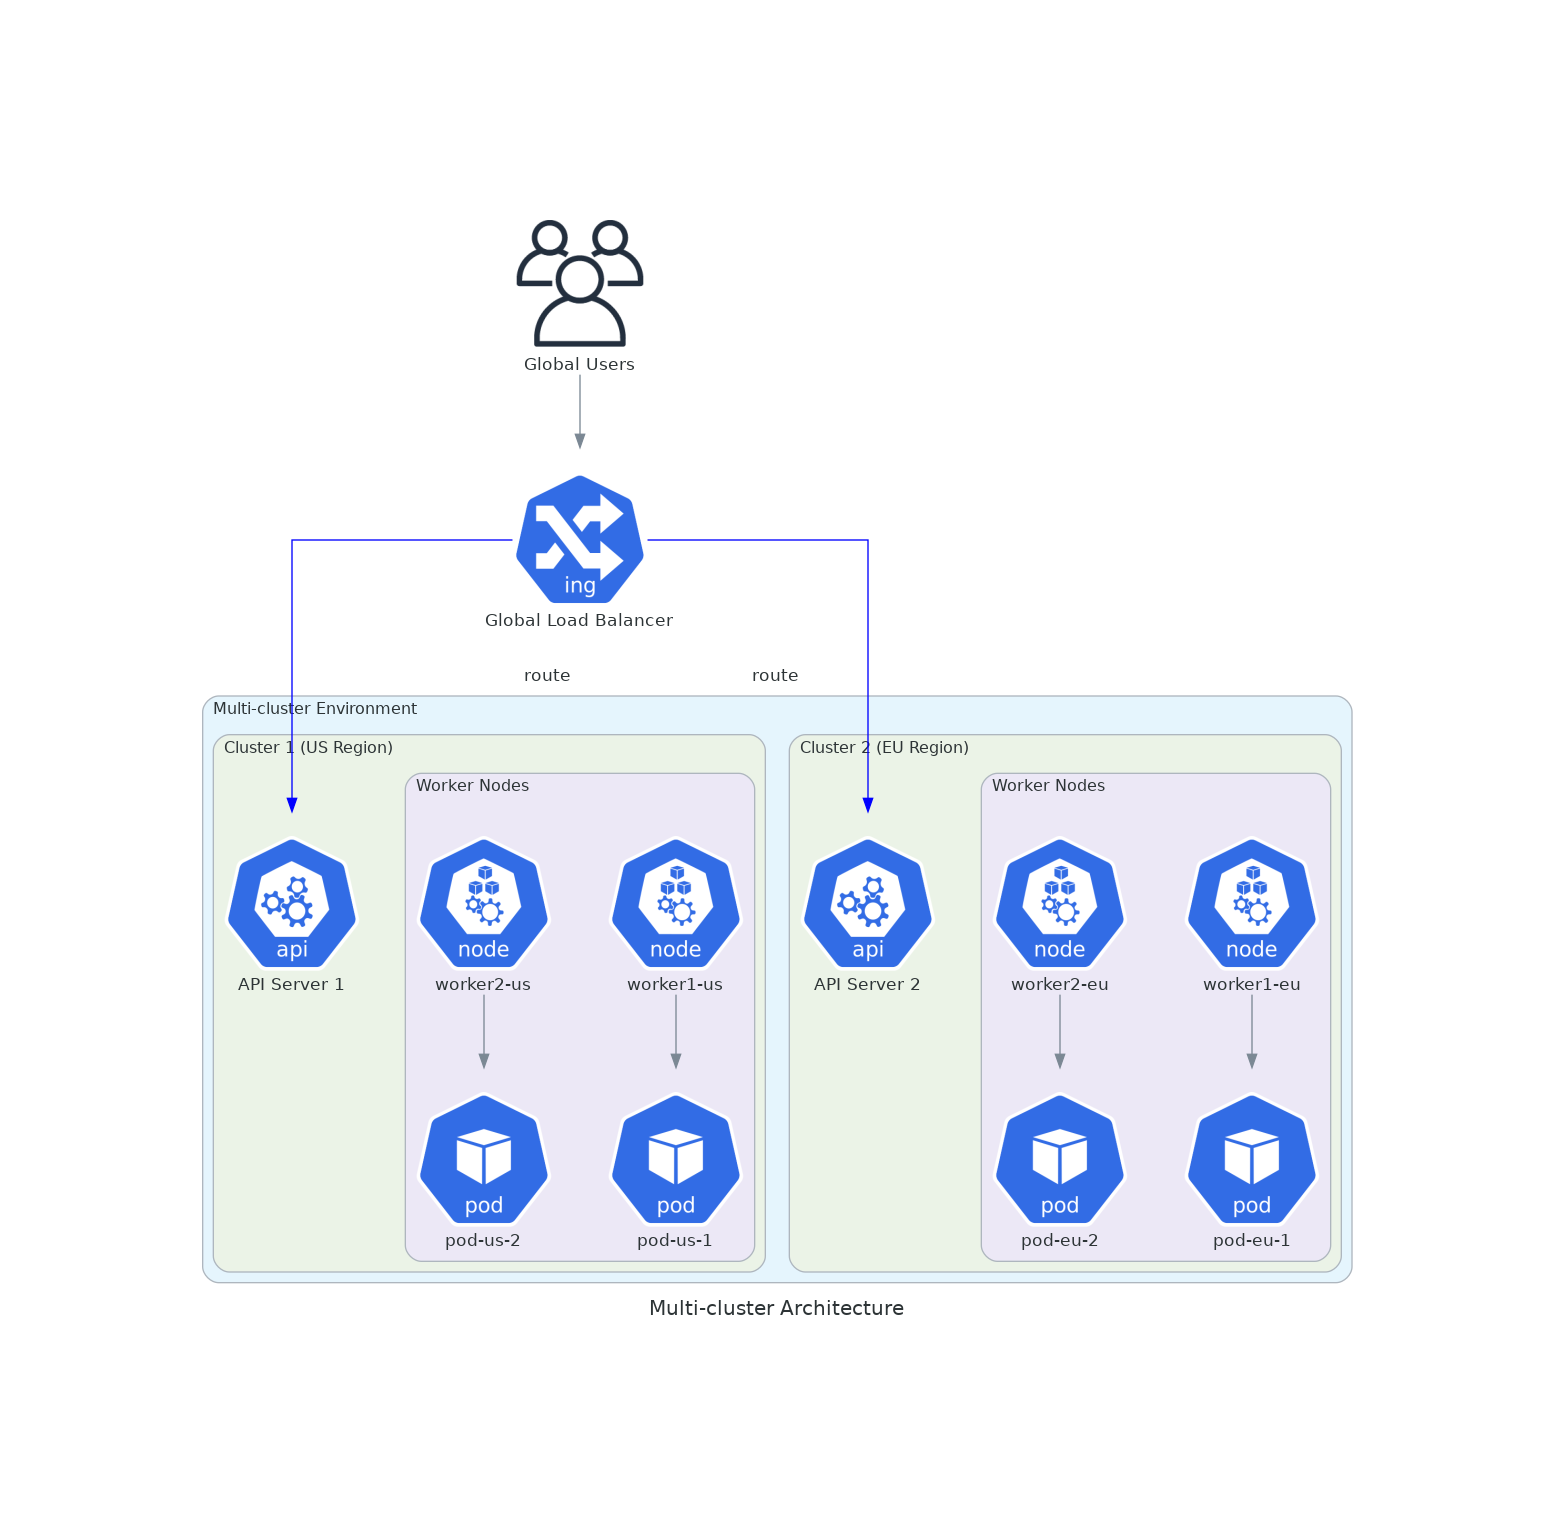 Global Users
ing
Global Load Balancer
route
route
Multi-cluster Environment
Cluster 1 (US Region)
Worker Nodes
api
API Server 1
node
worker2-us
node
worker1-us
pod
pod-us-2
pod
pod-us-1
Cluster 2 (EU Region)
Worker Nodes
api
API Server 2
node
worker2-eu
node
worker1-eu
pod
pod-eu-2
pod
pod-eu-1
Multi-cluster Architecture